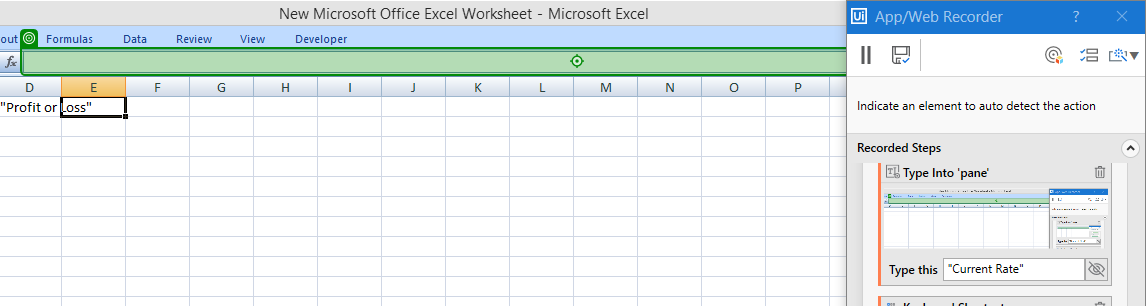 New Microsoft Office Excel Worksheet - Microsoft Excel
out Formulas Data Review View Developer
fx
D E F G H I J K L M N O P
"Profit or Loss"
Ui App/Web Recorder ? ×
Indicate an element to auto detect the action
Recorded Steps
Type Into 'pane'
Type this "Current Rate"